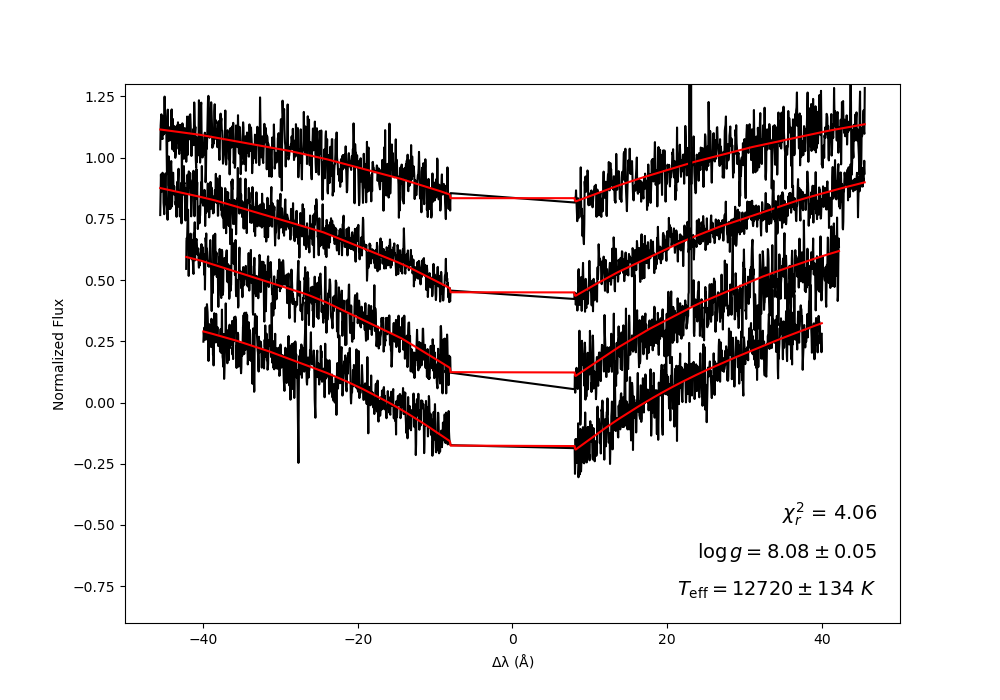 1.25
1.00
0.75
0.50
0.25
0.00
−0.25
−0.50
−0.75
Normalized Flux
χ²ᵣ = 4.06
log g = 8.08 ± 0.05
T_eff = 12720 ± 134 K
−40 −20 0 20 40
Δλ (Å)